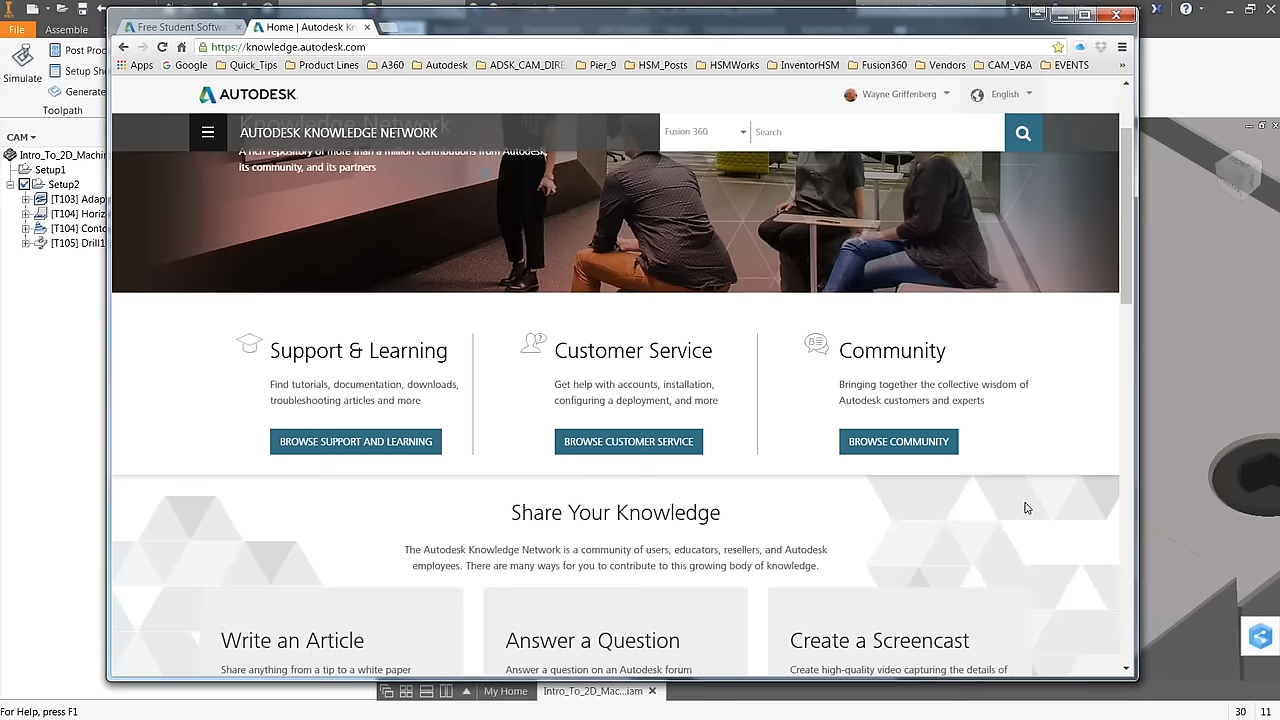 Free Student Softwa
Home | Autodesk Kn
https://knowledge.autodesk.com
Apps
Google
Quick_Tips
Product Lines
A360
Autodesk
ADSK_CAM_DIRE
Pier_9
HSM_Posts
HSMWorks
InventorHSM
Fusion360
Vendors
CAM_VBA
EVENTS
»
File
Assemble
Simulate
Post Proc
Setup Sh
Generate
Toolpath
CAM
Intro_To_2D_Machin
Setup1
Setup2
[T103] Adap
[T104] Horiz
[T104] Conto
[T105] Drill1
AUTODESK.
Wayne Griffenberg
English
Knowledge Network
AUTODESK KNOWLEDGE NETWORK
Fusion 360
Search
A rich repository of more than a million contributions from Autodesk,
its community, and its partners
Support & Learning
Find tutorials, documentation, downloads,
troubleshooting articles and more
BROWSE SUPPORT AND LEARNING
Customer Service
Get help with accounts, installation,
configuring a deployment, and more
BROWSE CUSTOMER SERVICE
Community
Bringing together the collective wisdom of
Autodesk customers and experts
BROWSE COMMUNITY
Share Your Knowledge
The Autodesk Knowledge Network is a community of users, educators, resellers, and Autodesk
employees. There are many ways for you to contribute to this growing body of knowledge.
Write an Article
Share anything from a tip to a white paper
Answer a Question
Answer a question on an Autodesk forum
Create a Screencast
Create high-quality video capturing the details of
My Home
Intro_To_2D_Mac...iam
For Help, press F1
30
11